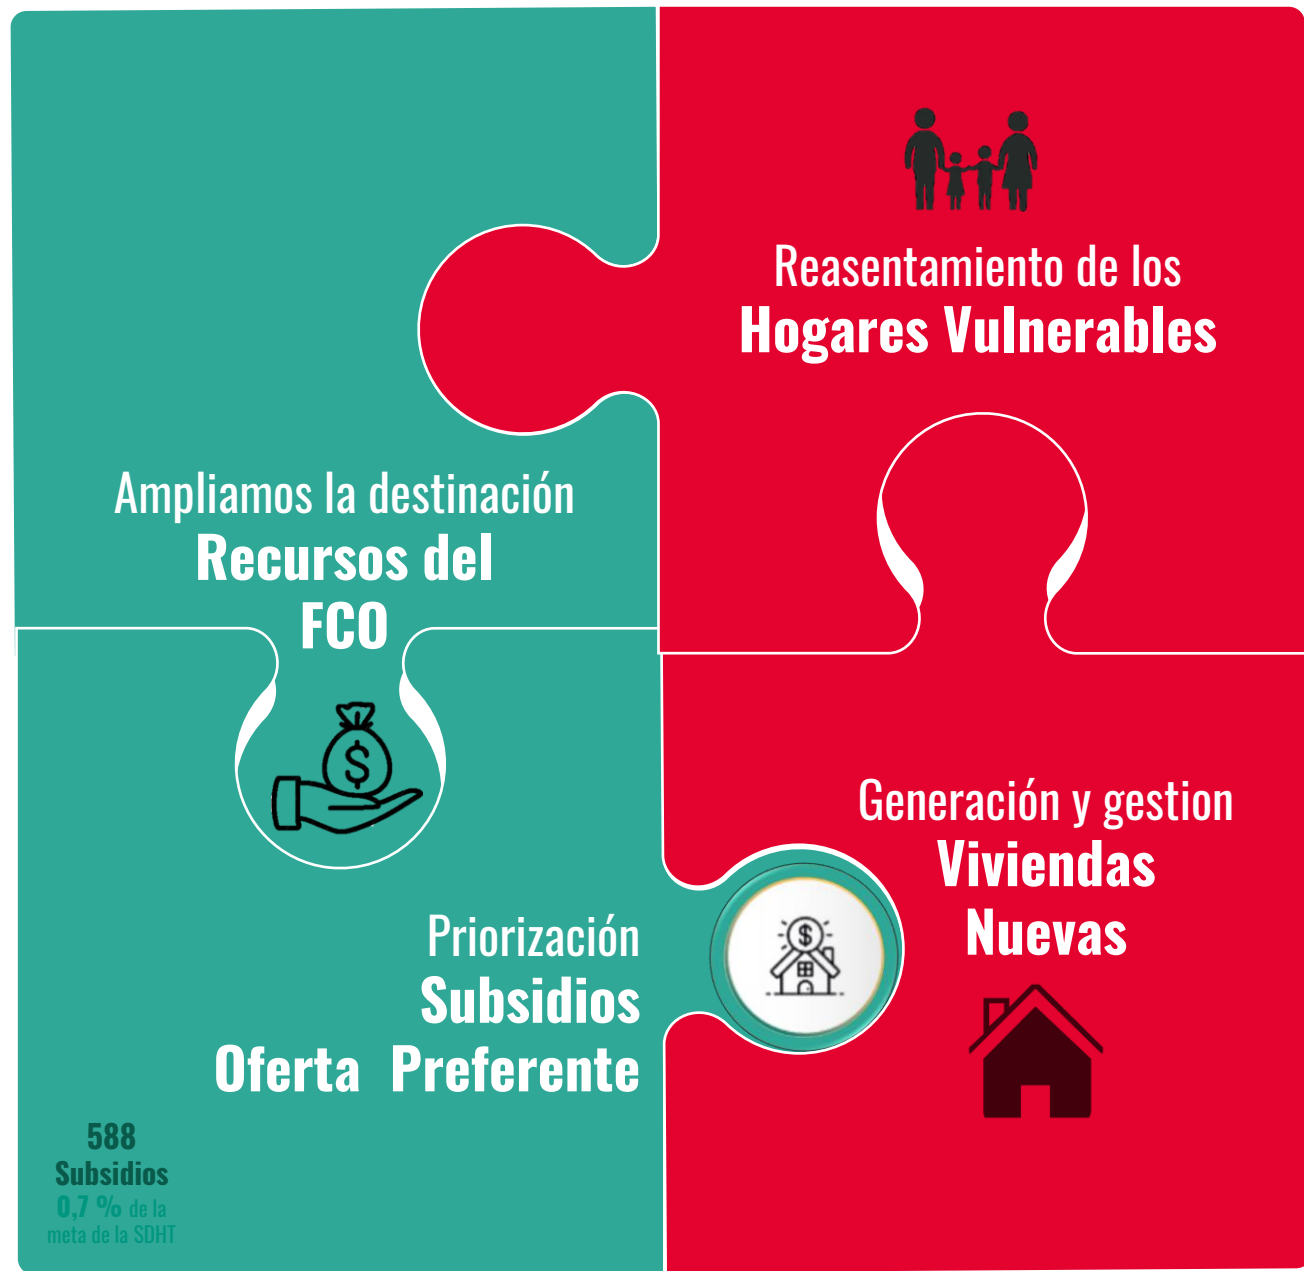 Reasentamiento de los
Hogares Vulnerables
Ampliamos la destinación
Recursos del
FCO
$
Generación y gestion
Viviendas
Nuevas
$
Priorización
Subsidios
Oferta Preferente
588
Subsidios
0,7 % de la
meta de la SDHT